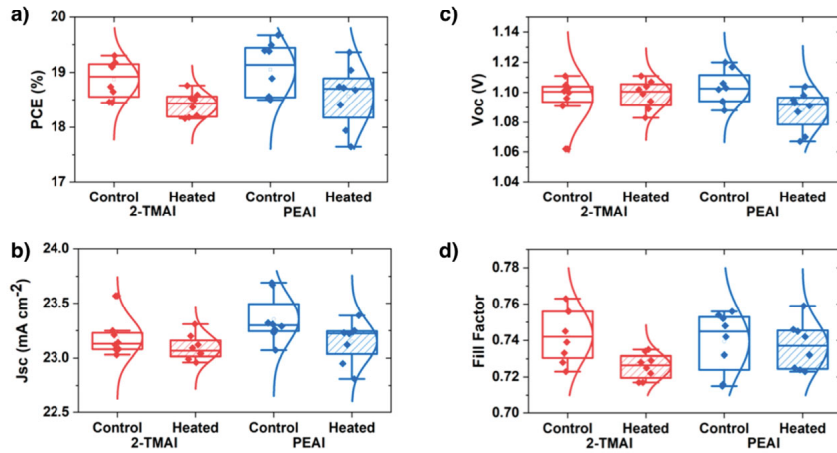 a)
20
19
18
17
PCE (%)
Control Heated Control Heated
2-TMAI PEAI
b)
24.0
23.5
23.0
22.5
Jsc (mA cm⁻²)
Control Heated Control Heated
2-TMAI PEAI
c)
1.14
1.12
1.10
1.08
1.06
1.04
Voc (V)
Control Heated Control Heated
2-TMAI PEAI
d)
0.78
0.76
0.74
0.72
0.70
Fill Factor
Control Heated Control Heated
2-TMAI PEAI